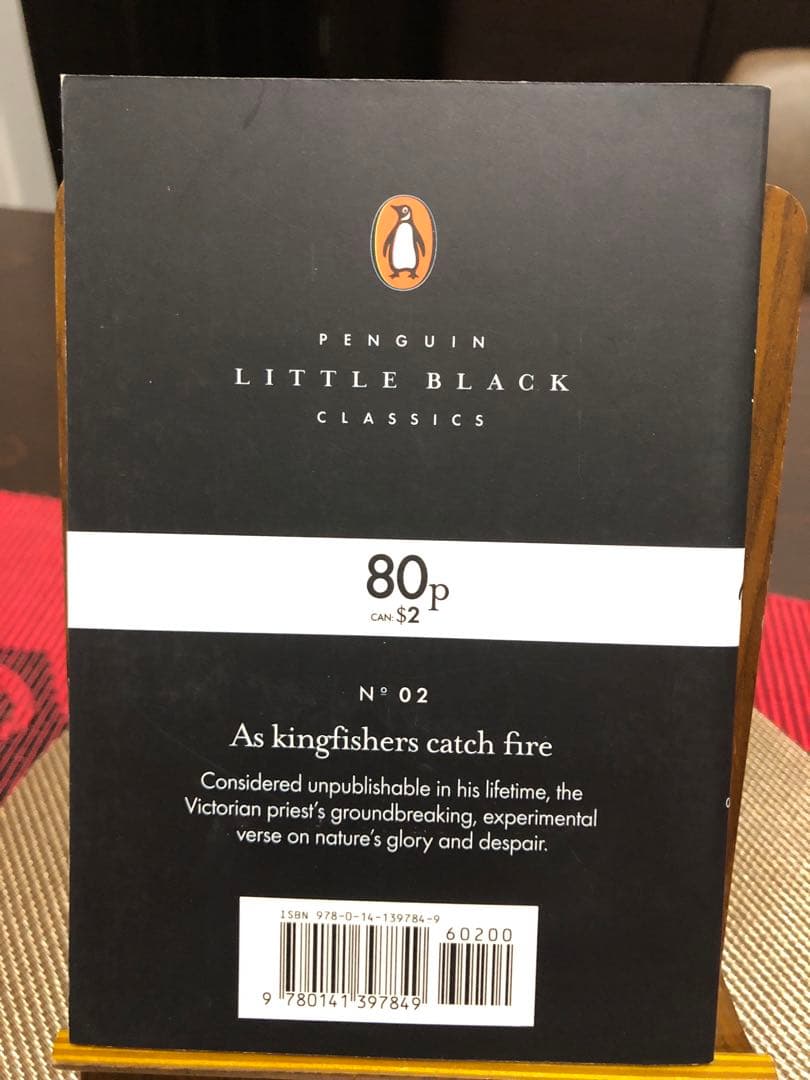 PENGUIN
LITTLE BLACK
CLASSICS
80p
CAN: $2
Nº 02
As kingfishers catch fire
Considered unpublishable in his lifetime, the
Victorian priest's groundbreaking, experimental
verse on nature's glory and despair.
ISBN 978-0-14-139784-9
60200
9 780141 397849